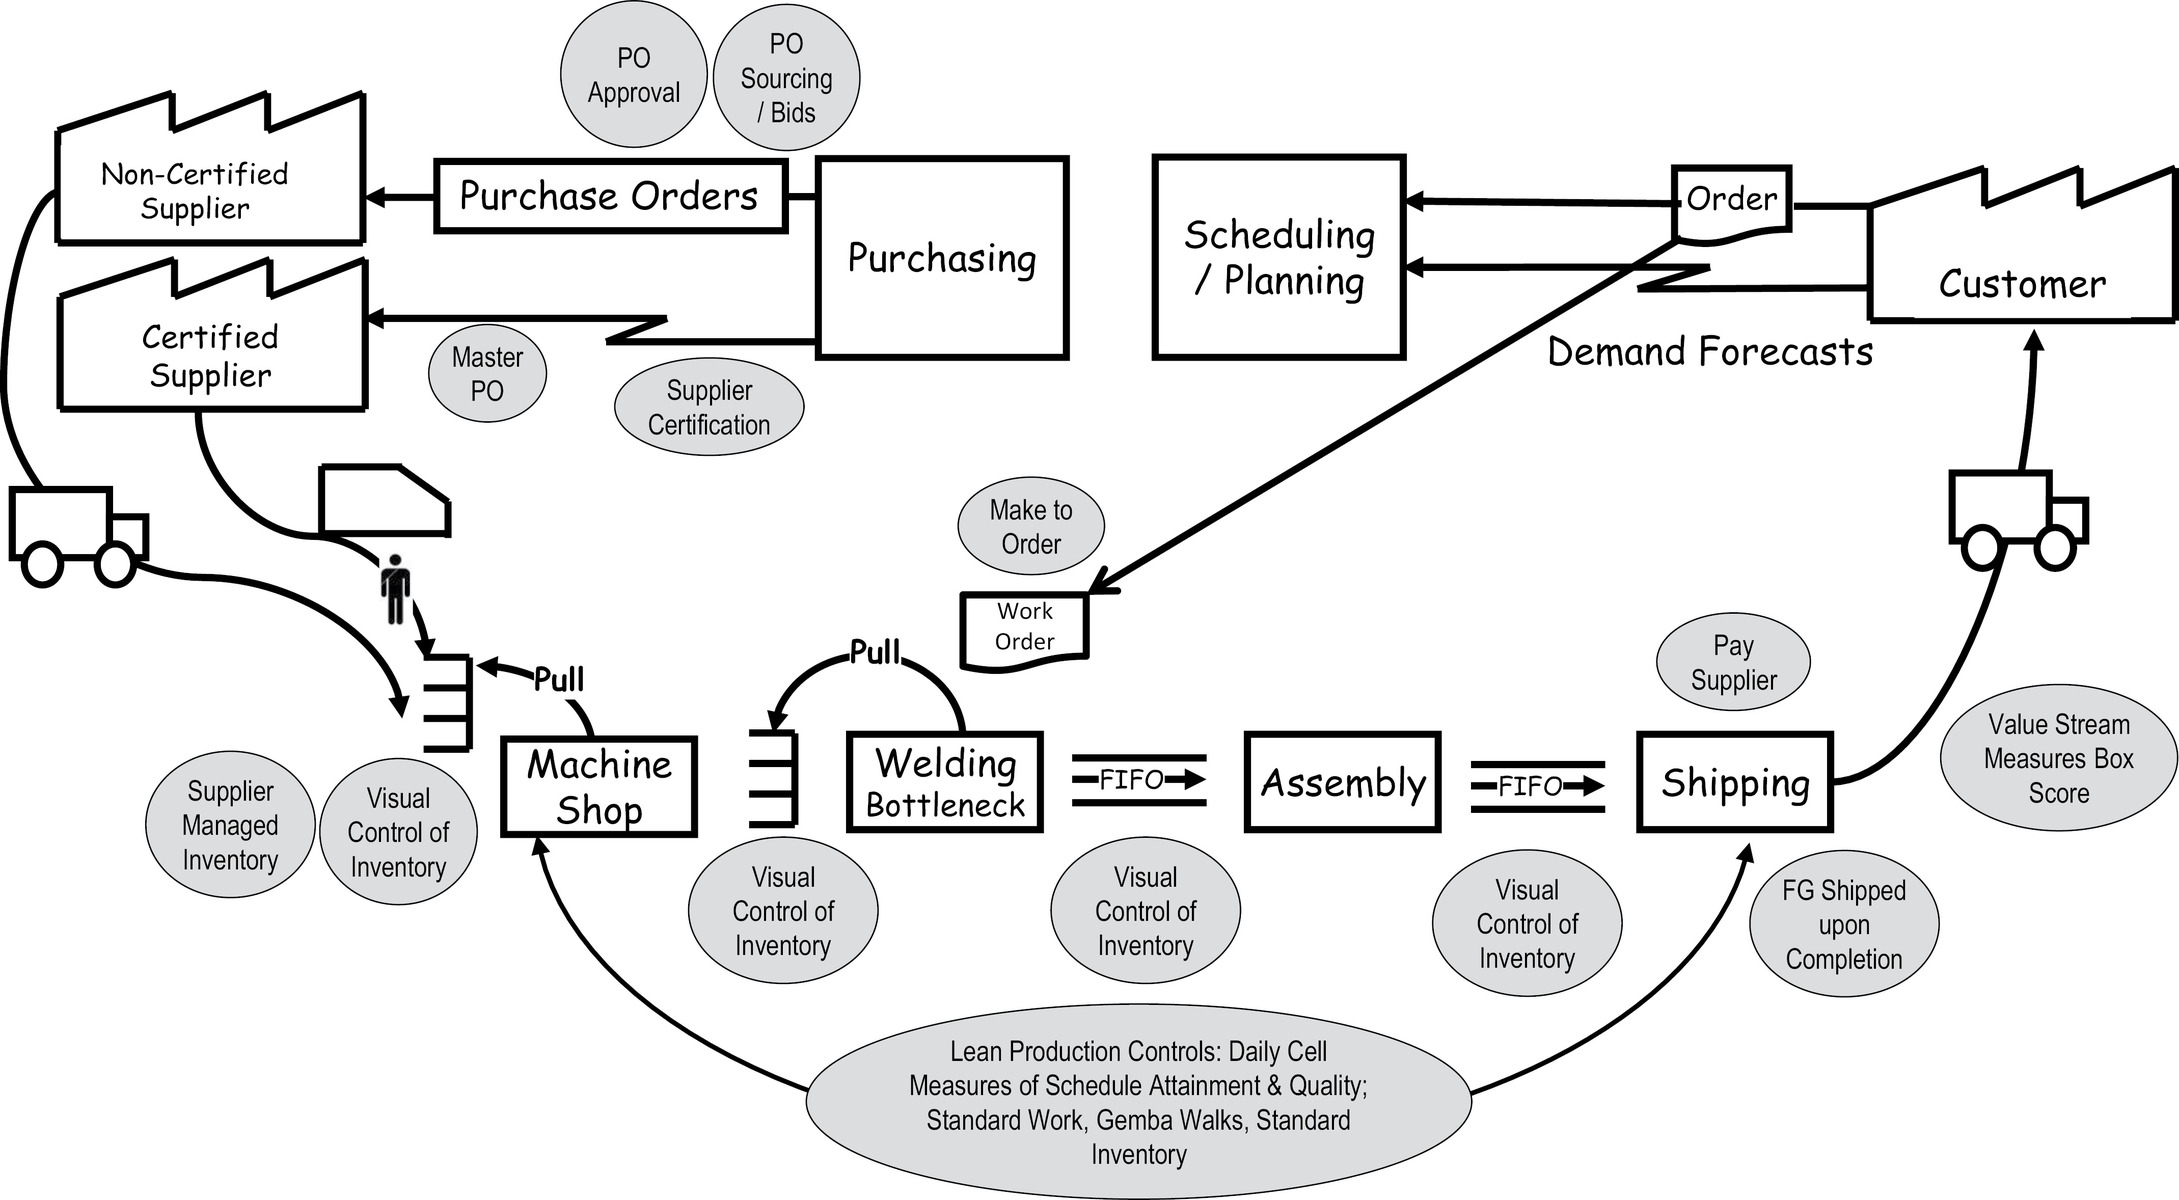 PO
Approval
PO
Sourcing
/ Bids
Non-Certified
Supplier
Purchase Orders
Purchasing
Scheduling
/ Planning
Order
Customer
Demand Forecasts
Certified
Supplier
Master
PO
Supplier
Certification
Make to
Order
Work
Order
Pull
Pull
Pay
Supplier
Value Stream
Measures Box
Score
Machine
Shop
Welding
Bottleneck
FIFO
Assembly
FIFO
Shipping
Supplier
Managed
Inventory
Visual
Control of
Inventory
Visual
Control of
Inventory
Visual
Control of
Inventory
Visual
Control of
Inventory
FG Shipped
upon
Completion
Lean Production Controls: Daily Cell
Measures of Schedule Attainment & Quality;
Standard Work, Gemba Walks, Standard
Inventory